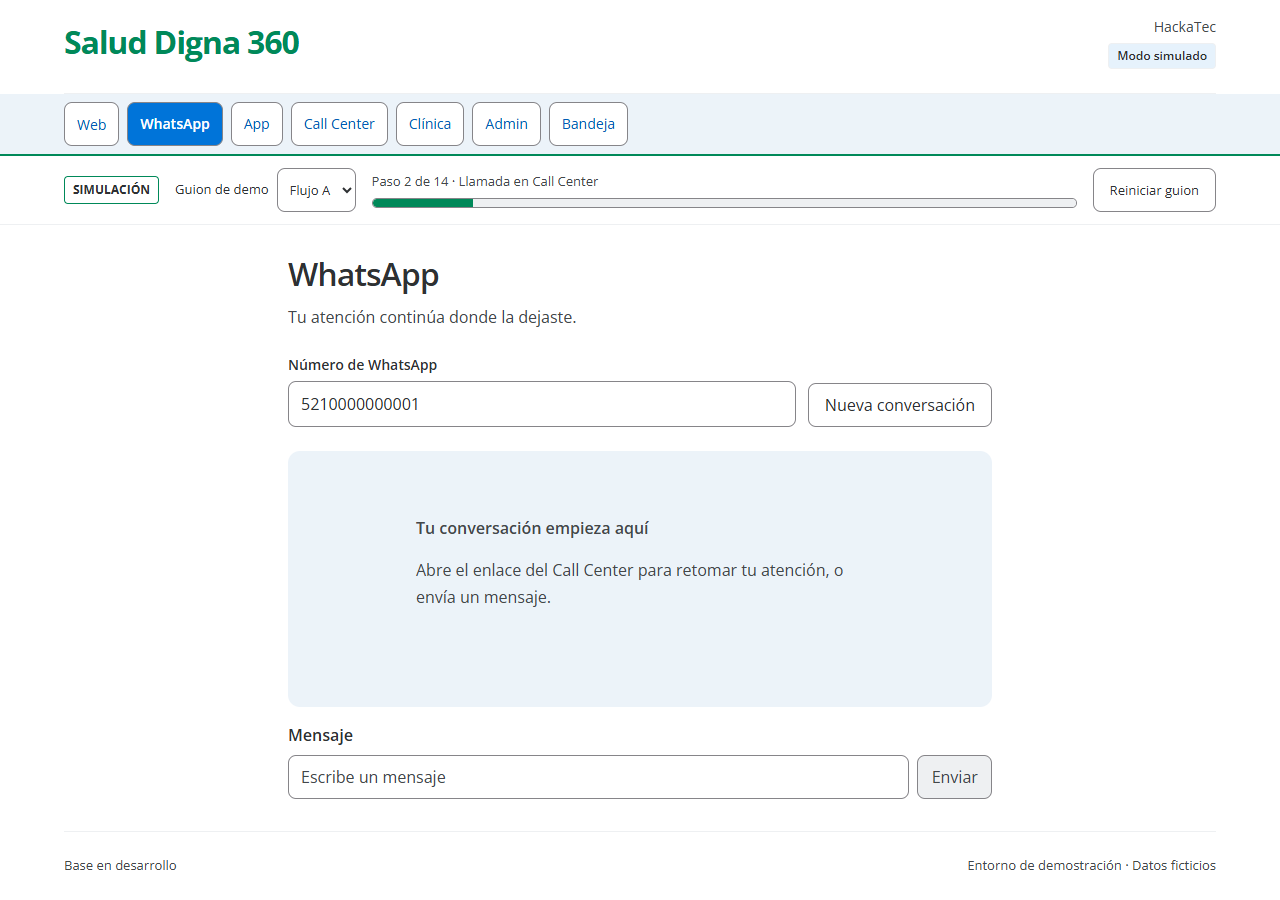 Salud Digna 360
HackaTec
Modo simulado
Web
WhatsApp
App
Call Center
Clínica
Admin
Bandeja
SIMULACIÓN
Guion de demo
Flujo A
Paso 2 de 14 · Llamada en Call Center
Reiniciar guion
WhatsApp
Tu atención continúa donde la dejaste.
Número de WhatsApp
5210000000001
Nueva conversación
Tu conversación empieza aquí
Abre el enlace del Call Center para retomar tu atención, o
envía un mensaje.
Mensaje
Escribe un mensaje
Enviar
Base en desarrollo
Entorno de demostración · Datos ficticios